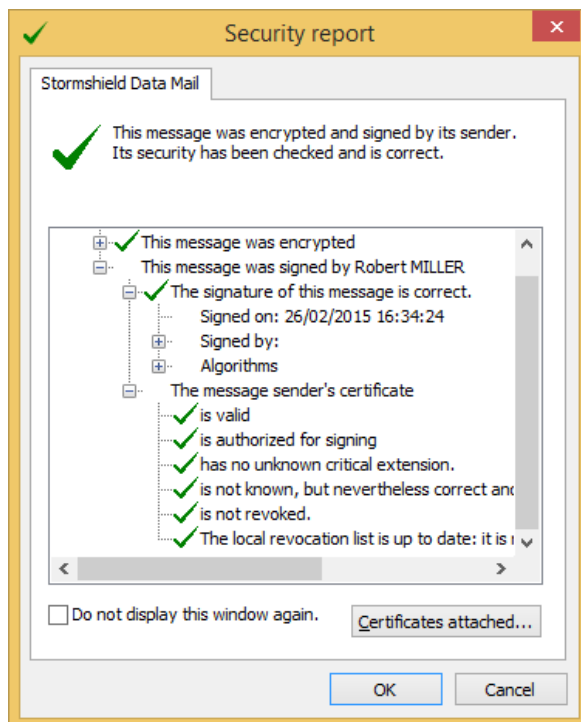 Security report
Stormshield Data Mail
This message was encrypted and signed by its sender.
Its security has been checked and is correct.
This message was encrypted
This message was signed by Robert MILLER
The signature of this message is correct.
Signed on: 26/02/2015 16:34:24
Signed by:
Algorithms
The message sender's certificate
is valid
is authorized for signing
has no unknown critical extension.
is not known, but nevertheless correct and
is not revoked.
The local revocation list is up to date: it is
Do not display this window again.
Certificates attached...
OK
Cancel